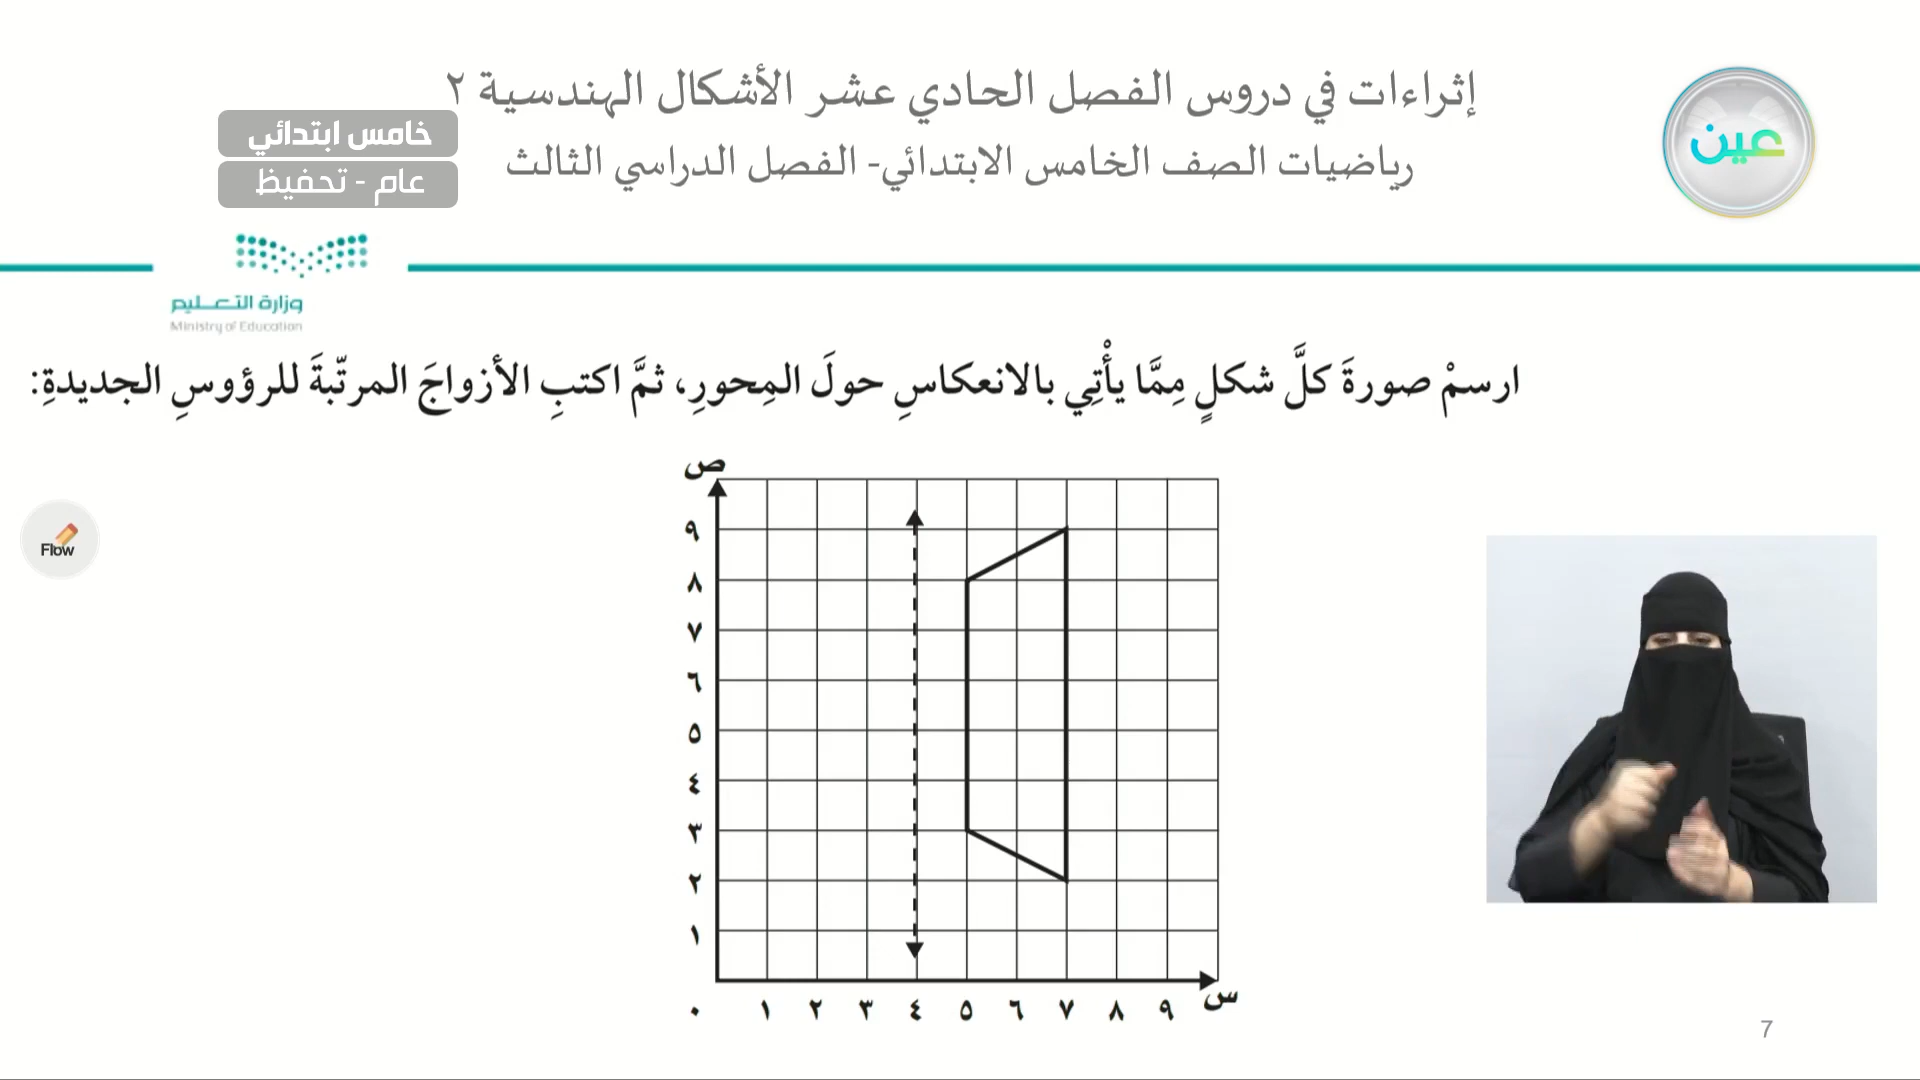 إثراءات في دروس الفصل الحادي عشر الأشكال الهندسية ٢
رياضيات الصف الخامس الابتدائي- الفصل الدراسي الثالث
خامس ابتدائي
عام - تحفيظ
عين
وزارة التعليم
Ministry of Education
ارسمْ صورةَ كلَّ شكلٍ مِمَّا يأْتِي بالانعكاسِ حولَ المِحورِ، ثمَّ اكتبِ الأزواجَ المرتّبةَ للرؤوسِ الجديدةِ:
Flow
ص
٩
٨
٧
٦
٥
٤
٣
٢
١
٠ ١ ٢ ٣ ٤ ٥ ٦ ٧ ٨ ٩ س
7